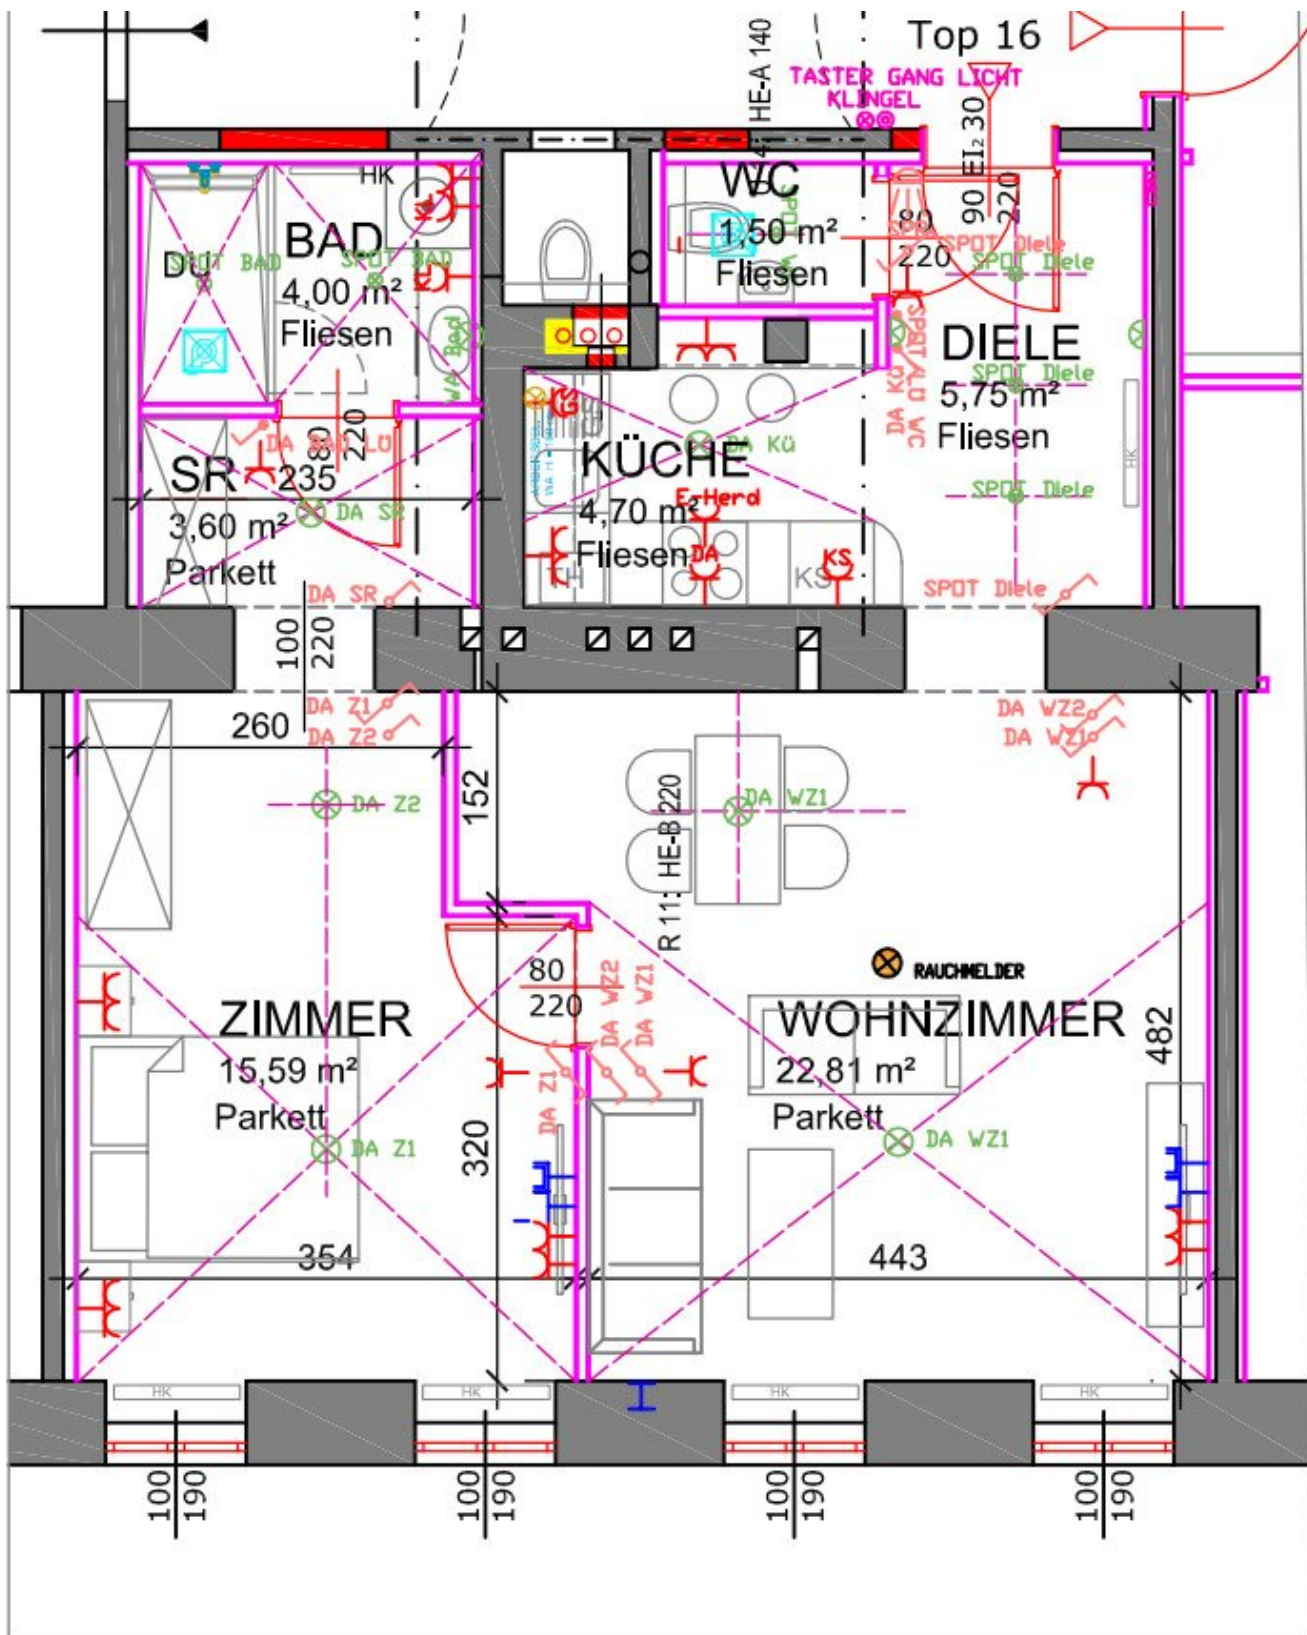 Top 16
HE-A 140
TASTER GANG LICHT
KLINGEL
90 EI₂ 30
220
HK
WC
1,50 m²
Fliesen
80
220
SPOT Diele
SPOT Diele
BAD
4,00 m²
Fliesen
DU
SPOT BAD
SPOT BAD
WA Bad
DIELE
5,75 m²
Fliesen
SPOT Diele
HK
SPOT Diele
SPOT Diele
DA Kü
DA BAD LÜ
80
220
SR
235
3,60 m²
Parkett
DA SR
DA SR
KÜCHE
4,70 m²
Fliesen
DA Kü
E-Herd
DA
KS
KS
100
220
DA Z1
DA Z2
260
152
DA Z2
R 11: HE-B 220
DA WZ1
DA WZ2
DA WZ1
80
220
DA WZ2
DA WZ1
RAUCHMELDER
ZIMMER
15,59 m²
Parkett
DA Z1
DA Z1
320
354
WOHNZIMMER
22,81 m²
Parkett
DA WZ1
482
443
HK
HK
HK
HK
100
190
100
190
100
190
100
190